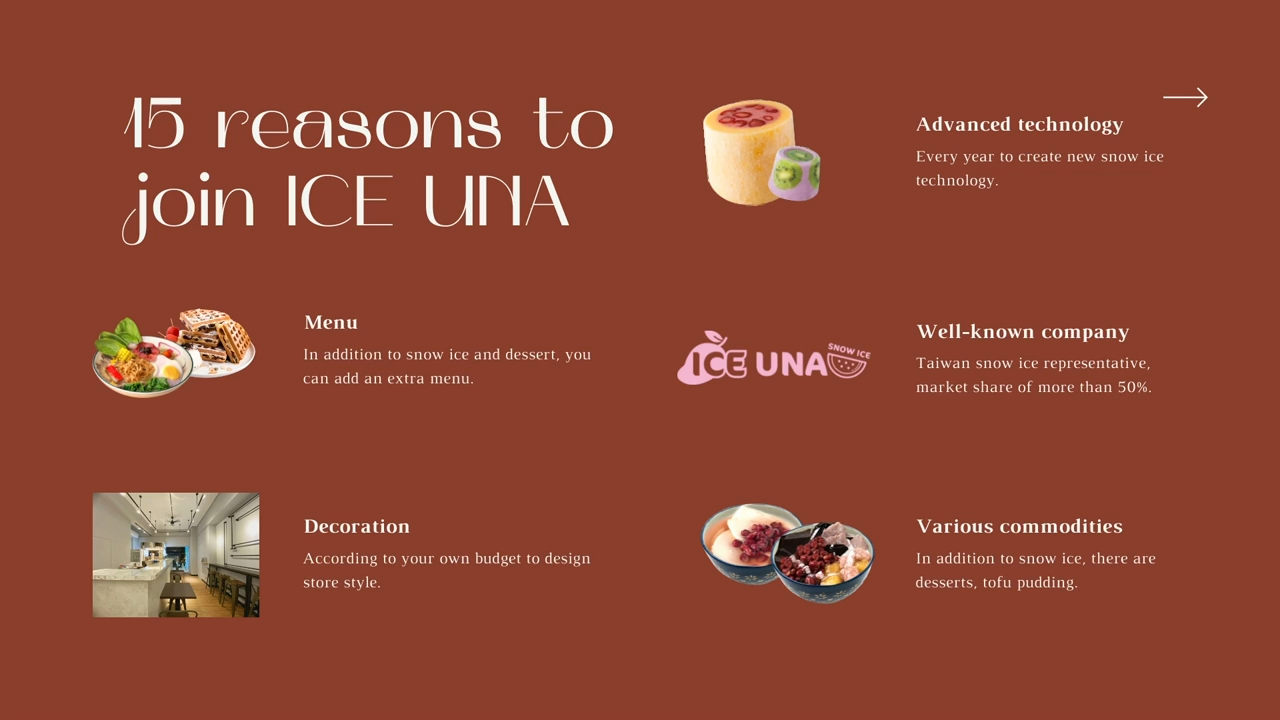 15 reasons to
join ICE UNA
Menu
In addition to snow ice and dessert, you
can add an extra menu.
Decoration
According to your own budget to design
store style.
Advanced technology
Every year to create new snow ice
technology.
ICE UNA SNOW ICE
Well-known company
Taiwan snow ice representative,
market share of more than 50%.
Various commodities
In addition to snow ice, there are
desserts, tofu pudding.